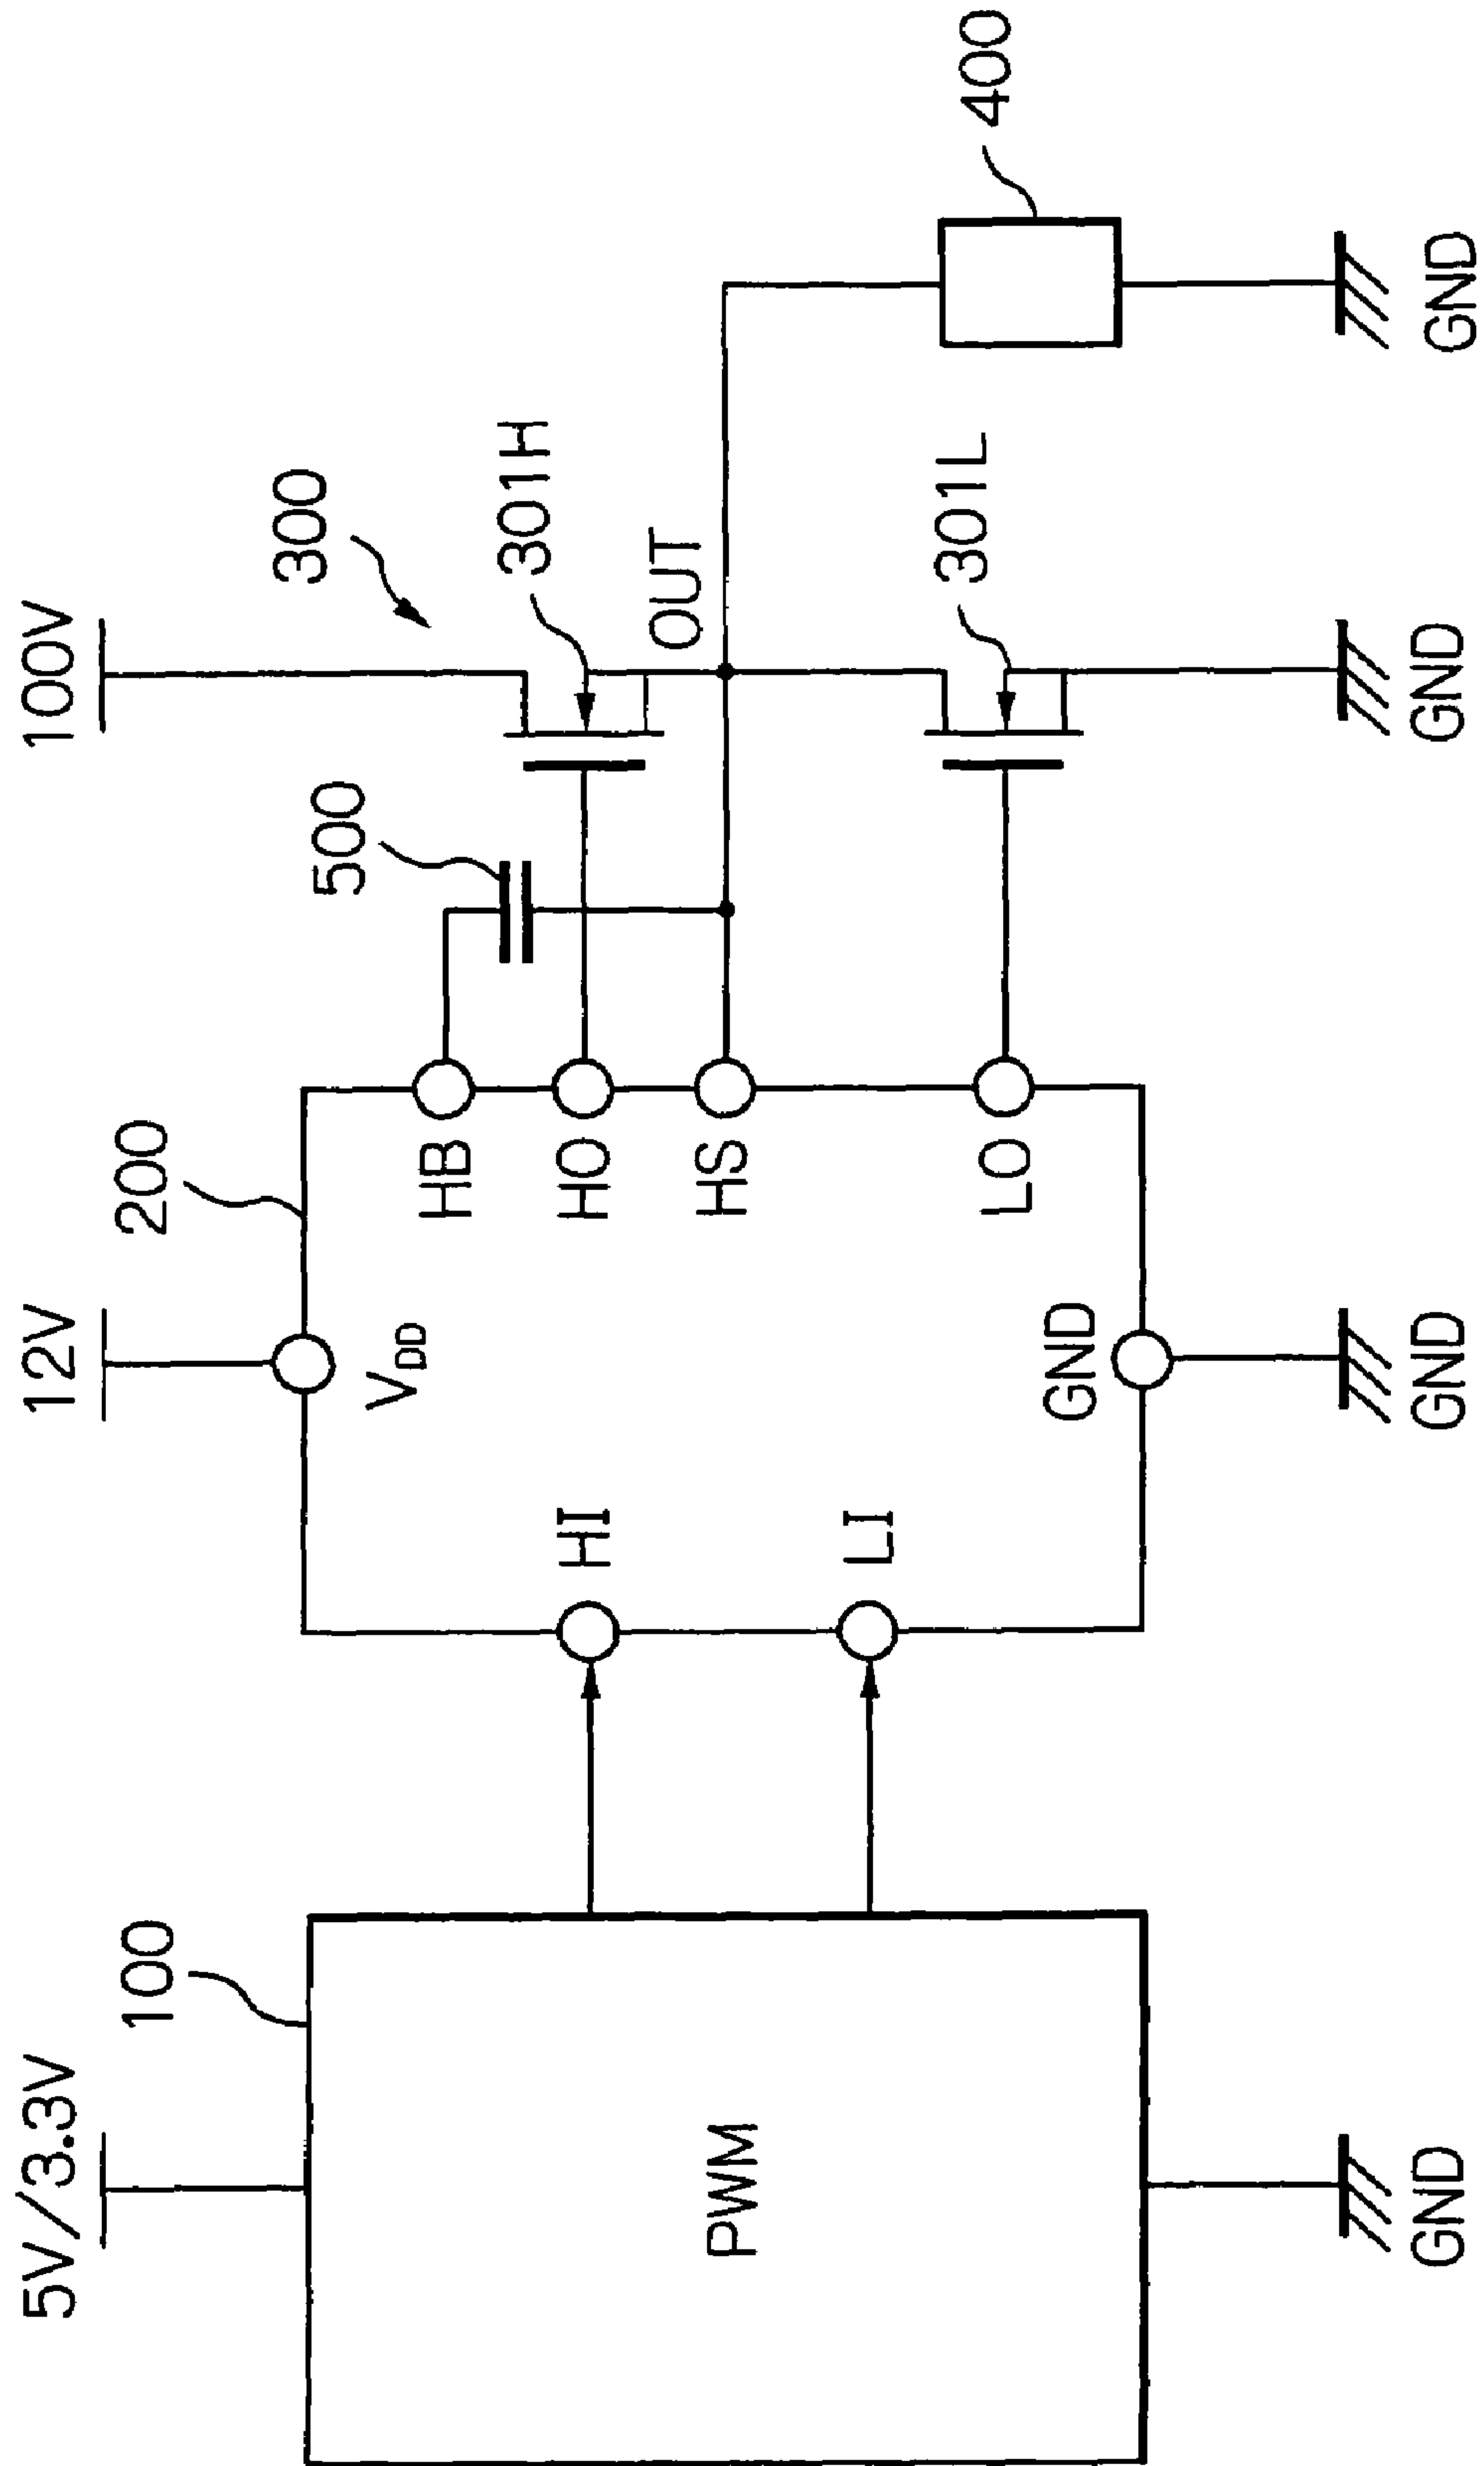 5V/3.3V
12V
100V
100
200
300
500
301H
OUT
301L
400
PWM
HI
LI
VDD
HB
HO
HS
LO
GND
GND
GND
GND
GND